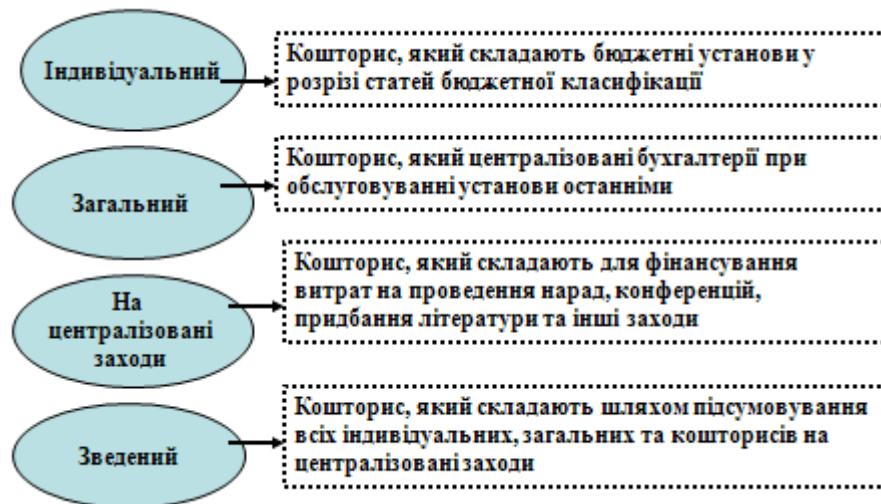 Індивідуальний
Кошторис, який складають бюджетні установи у
розрізі статей бюджетної класифікації
Загальний
Кошторис, який централізовані бухгалтерії при
обслуговуванні установи останніми
На
централізовані
заходи
Кошторис, який складають для фінансування
витрат на проведення нарад, конференцій,
придбання літератури та інші заходи
Зведений
Кошторис, який складають шляхом підсумовування
всіх індивідуальних, загальних та кошторисів на
централізовані заходи